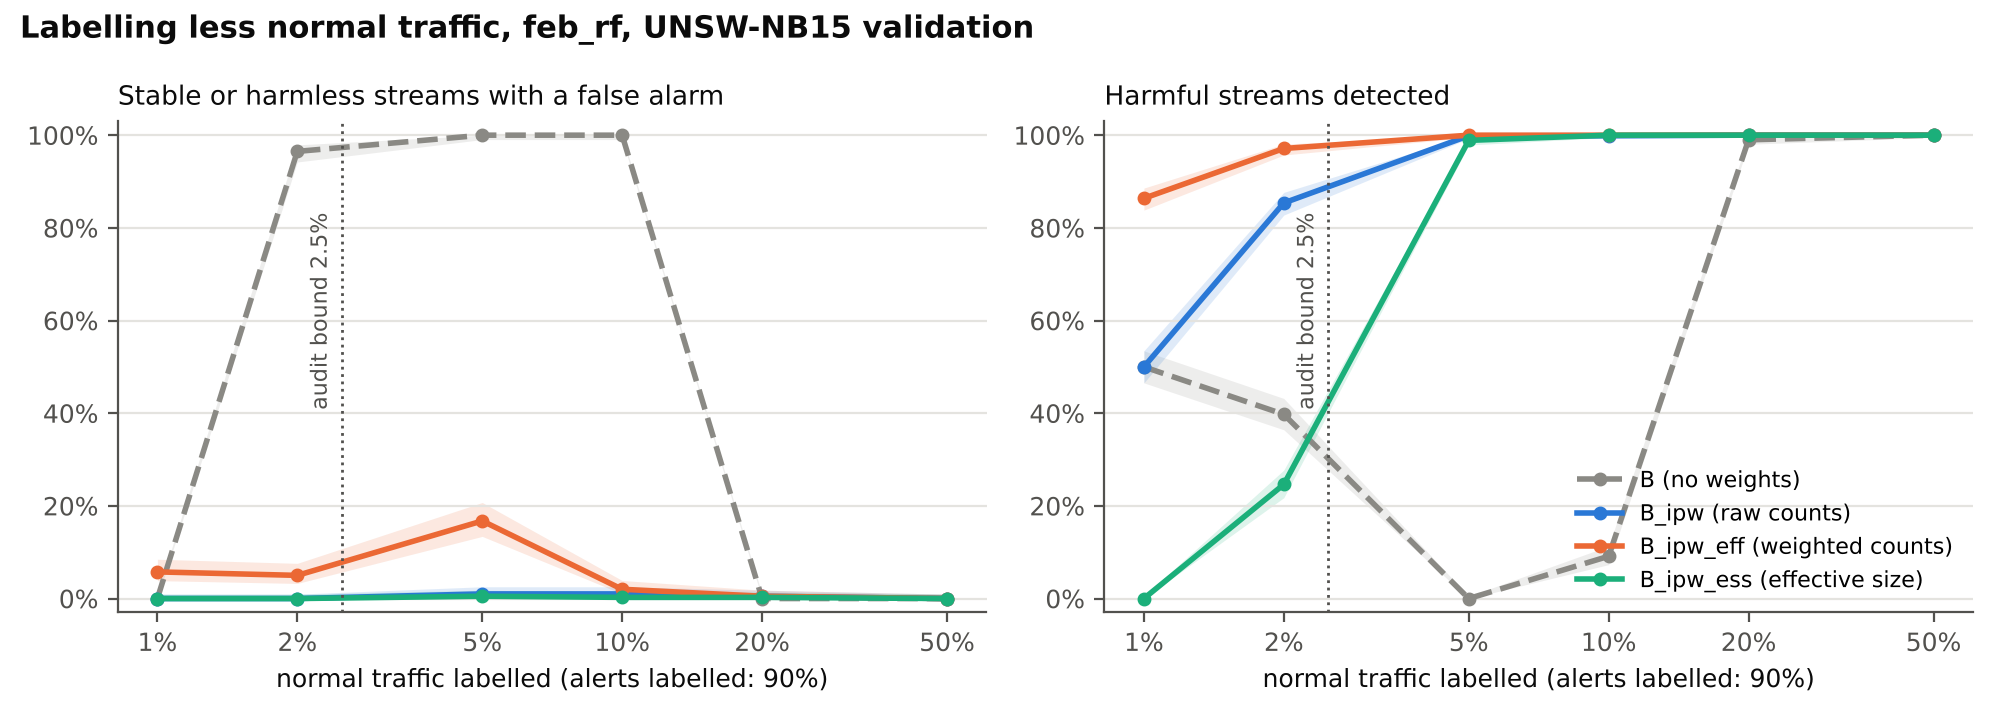 Labelling less normal traffic, feb_rf, UNSW-NB15 validation
Stable or harmless streams with a false alarm
100%
80%
60%
40%
20%
0%
audit bound 2.5%
1%
2%
5%
10%
20%
50%
normal traffic labelled (alerts labelled: 90%)
Harmful streams detected
100%
80%
60%
40%
20%
0%
audit bound 2.5%
B (no weights)
B_ipw (raw counts)
B_ipw_eff (weighted counts)
B_ipw_ess (effective size)
1%
2%
5%
10%
20%
50%
normal traffic labelled (alerts labelled: 90%)